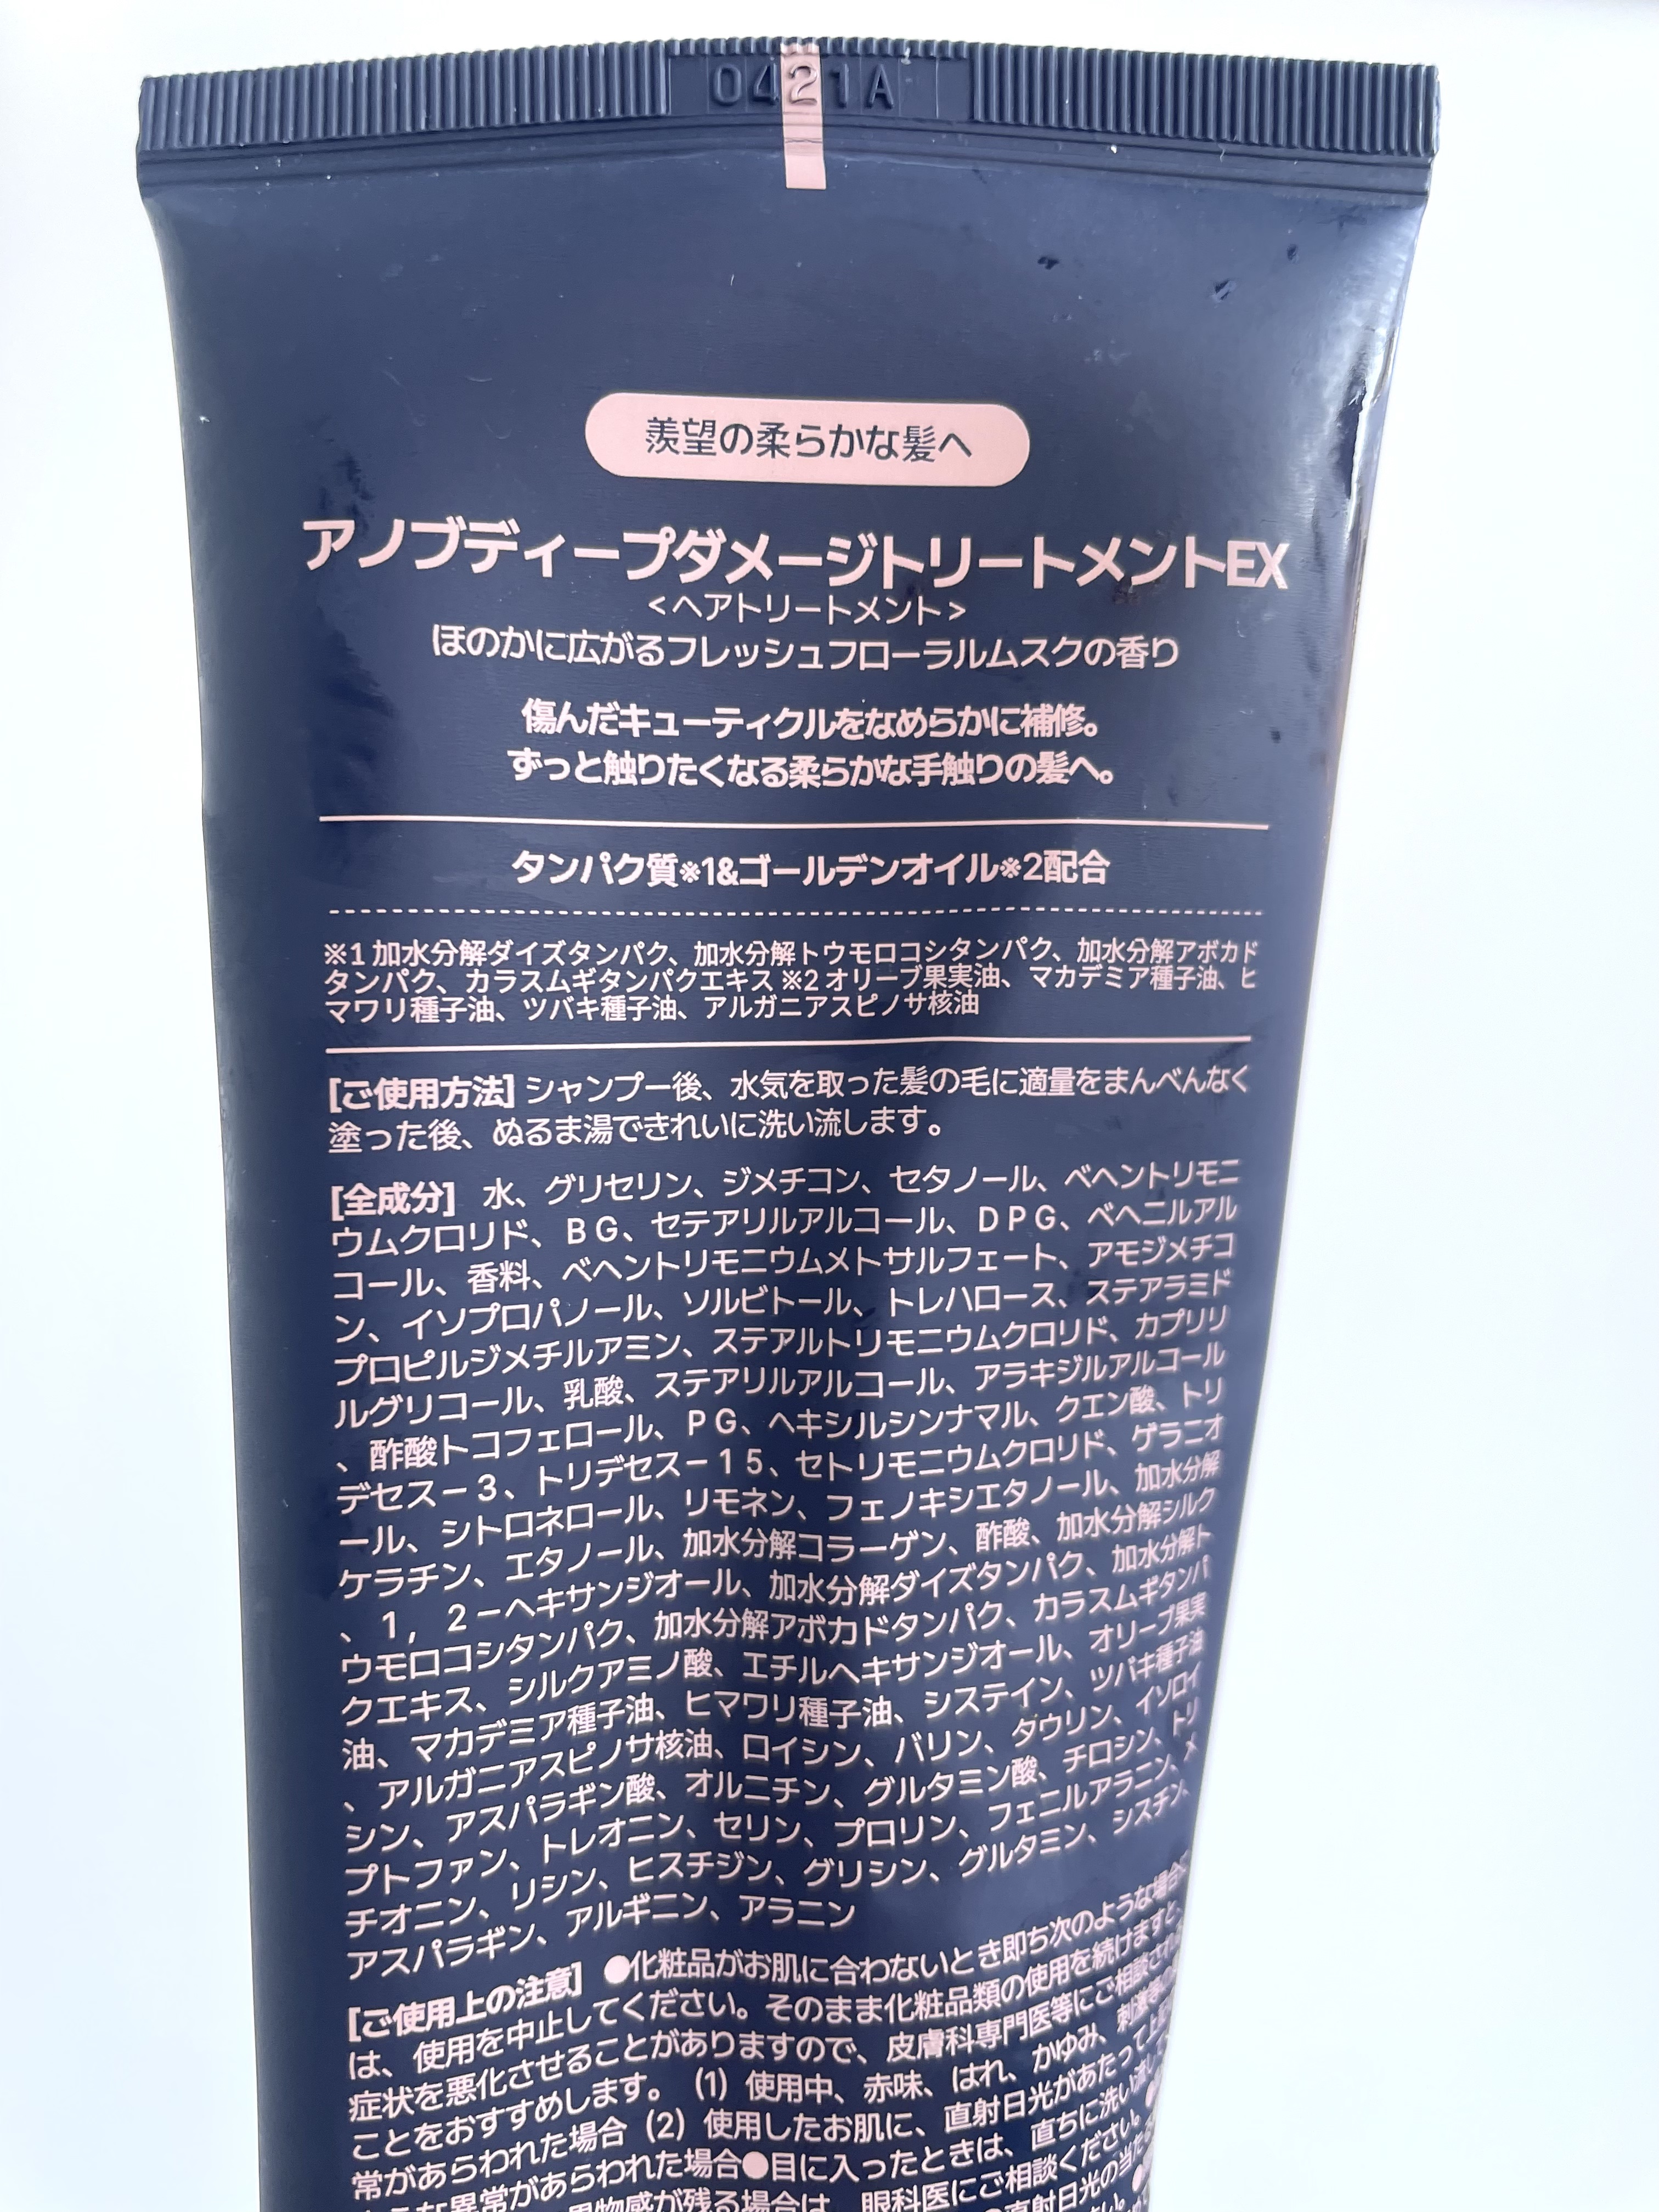 0421A
羨望の柔らかな髪へ
アノブディープダメージトリートメントEX
<ヘアトリートメント>
ほのかに広がるフレッシュフローラルムスクの香り
傷んだキューティクルをなめらかに補修。
ずっと触りたくなる柔らかな手触りの髪へ。
タンパク質※1&ゴールデンオイル※2配合
※1 加水分解ダイズタンパク、加水分解トウモロコシタンパク、加水分解アボカド
タンパク、カラスムギタンパクエキス ※2 オリーブ果実油、マカデミア種子油、ヒ
マワリ種子油、ツバキ種子油、アルガニアスピノサ核油
[ご使用方法] シャンプー後、水気を取った髪の毛に適量をまんべんなく
塗った後、ぬるま湯できれいに洗い流します。
[全成分] 水、グリセリン、ジメチコン、セタノール、ベヘントリモニ
ウムクロリド、BG、セテアリルアルコール、DPG、ベヘニルアル
コール、香料、ベヘントリモニウムメトサルフェート、アモジメチコ
ン、イソプロパノール、ソルビトール、トレハロース、ステアラミド
プロピルジメチルアミン、ステアルトリモニウムクロリド、カプリリ
ルグリコール、乳酸、ステアリルアルコール、アラキジルアルコール
、酢酸トコフェロール、PG、ヘキシルシンナマル、クエン酸、トリ
デセスー3、トリデセスー15、セトリモニウムクロリド、ゲラニオ
ール、シトロネロール、リモネン、フェノキシエタノール、加水分解
ケラチン、エタノール、加水分解コラーゲン、酢酸、加水分解シルク
、1，2ーヘキサンジオール、加水分解ダイズタンパク、加水分解ト
ウモロコシタンパク、加水分解アボカドタンパク、カラスムギタンパ
クエキス、シルクアミノ酸、エチルヘキサンジオール、オリーブ果実
油、マカデミア種子油、ヒマワリ種子油、システイン、ツバキ種子油
、アルガニアスピノサ核油、ロイシン、バリン、タウリン、イソロイ
シン、アスパラギン酸、オルニチン、グルタミン酸、チロシン、トリ
プトファン、トレオニン、セリン、プロリン、フェニルアラニン、メ
チオニン、リシン、ヒスチジン、グリシン、グルタミン、シスチン、
アスパラギン、アルギニン、アラニン
[ご使用上の注意] ●化粧品がお肌に合わないとき即ち次のような場合に
は、使用を中止してください。そのまま化粧品類の使用を続けますと、
症状を悪化させることがありますので、皮膚科専門医等にご相談される
ことをおすすめします。 (1) 使用中、赤味、はれ、かゆみ、刺激等の
常があらわれた場合 (2) 使用したお肌に、直射日光があたって上記
異常があらわれた場合●目に入ったときは、直ちに洗い流して
残る場合は、眼科医にご相談ください。
直射日光の当たる